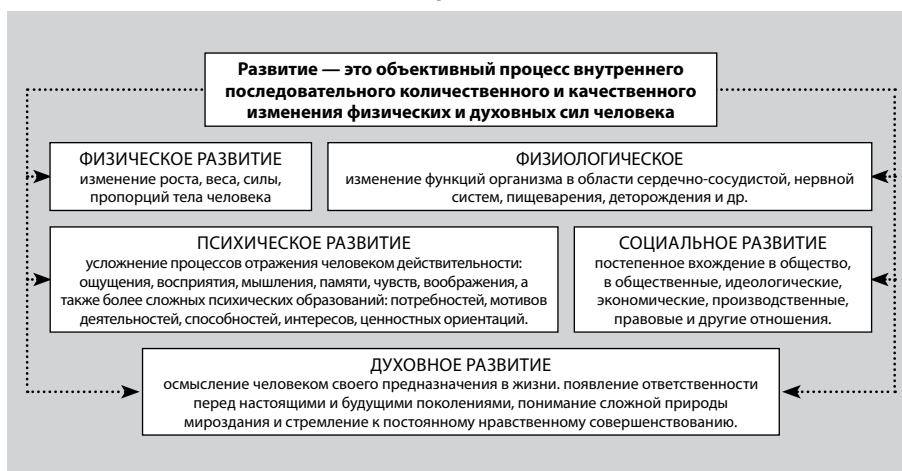 Развитие — это объективный процесс внутреннего
последовательного количественного и качественного
изменения физических и духовных сил человека
ФИЗИЧЕСКОЕ РАЗВИТИЕ
изменение роста, веса, силы,
пропорций тела человека
ФИЗИОЛОГИЧЕСКОЕ
изменение функций организма в области сердечно-сосудистой, нервной
систем, пищеварения, деторождения и др.
ПСИХИЧЕСКОЕ РАЗВИТИЕ
усложнение процессов отражения человеком действительности:
ощущения, восприятия, мышления, памяти, чувств, воображения, а
также более сложных психических образований: потребностей, мотивов
деятельностей, способностей, интересов, ценностных ориентаций.
СОЦИАЛЬНОЕ РАЗВИТИЕ
постепенное вхождение в общество,
в общественные, идеологические,
экономические, производственные,
правовые и другие отношения.
ДУХОВНОЕ РАЗВИТИЕ
осмысление человеком своего предназначения в жизни. появление ответственности
перед настоящими и будущими поколениями, понимание сложной природы
мироздания и стремление к постоянному нравственному совершенствованию.